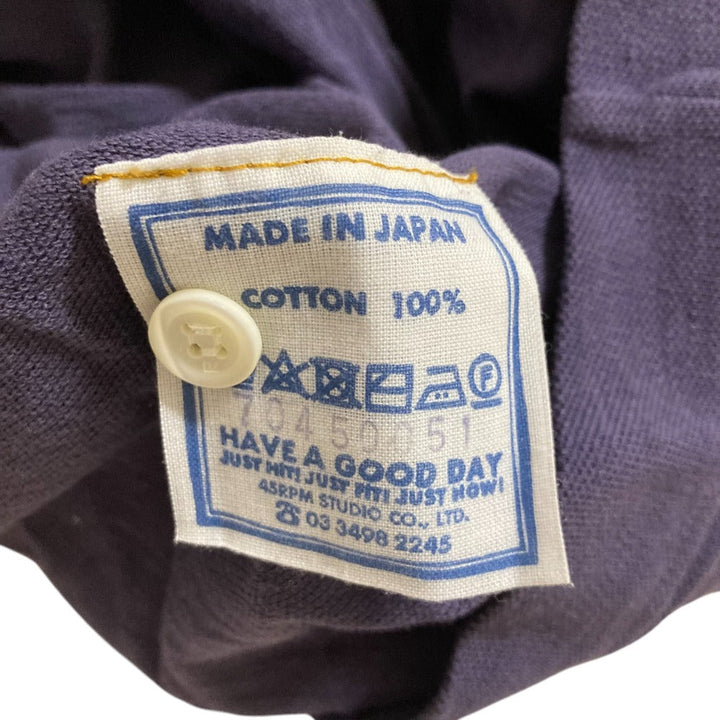 MADE IN JAPAN
COTTON 100%
F
70450051
HAVE A GOOD DAY
JUST HIT! JUST FIT! JUST NOW!
45RPM STUDIO CO., LTD.
☎ 03 3498 2245